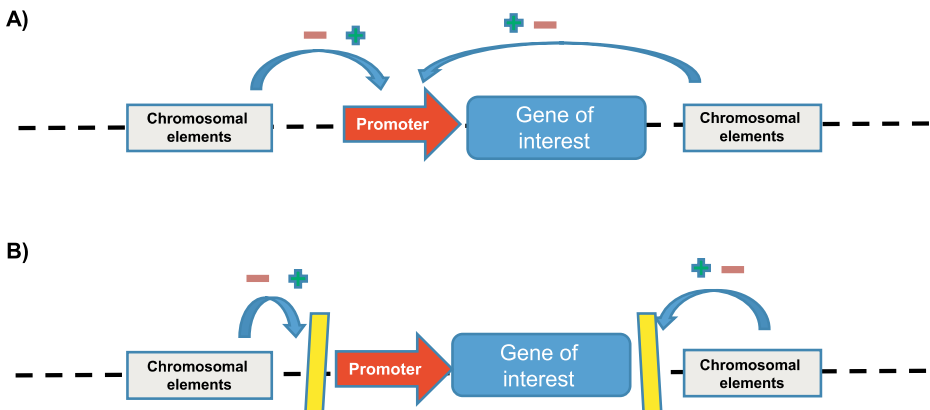 A)
Chromosomal
elements
Promoter
Gene of
interest
Chromosomal
elements
B)
Chromosomal
elements
Promoter
Gene of
interest
Chromosomal
elements